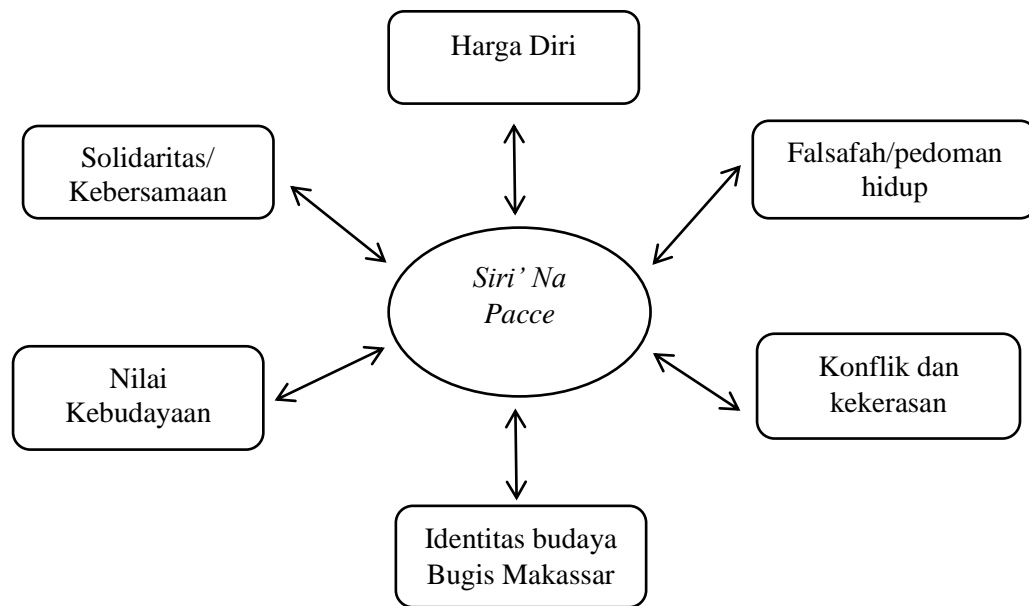 Harga Diri
Solidaritas/
Kebersamaan
Falsafah/pedoman
hidup
Siri’ Na
Pacce
Nilai
Kebudayaan
Konflik dan
kekerasan
Identitas budaya
Bugis Makassar